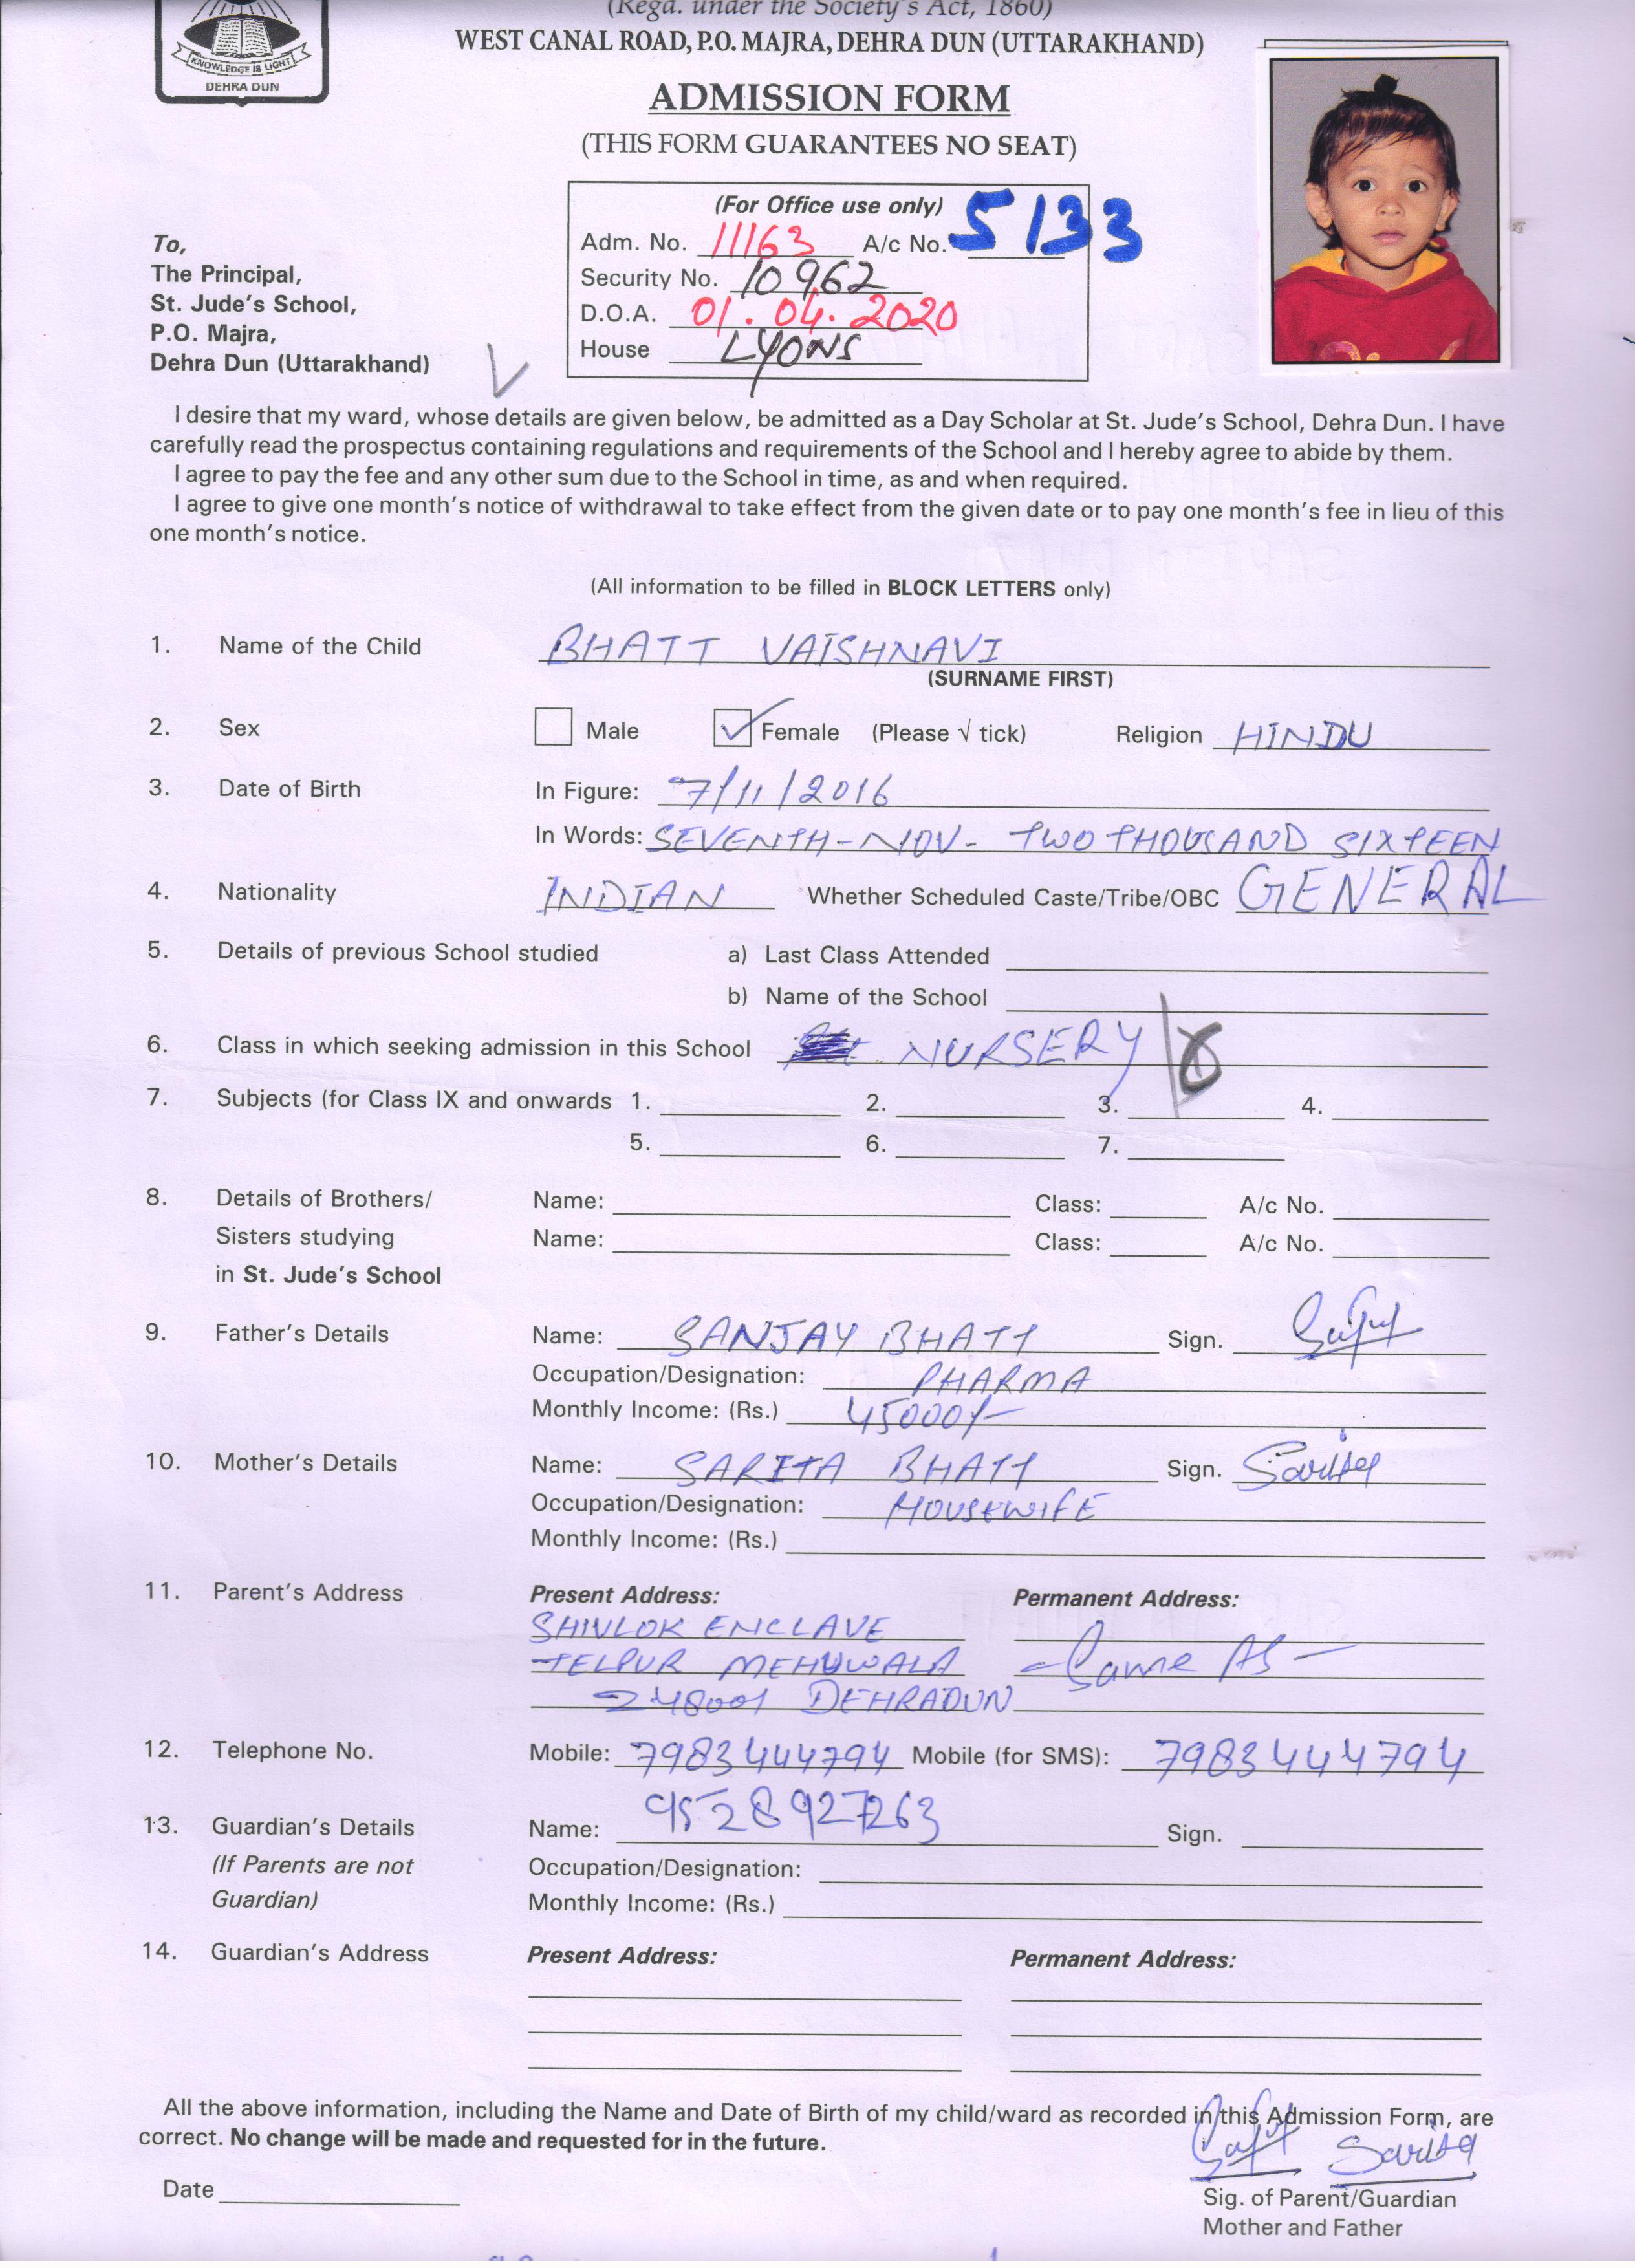 (Regd. under the Society's Act, 1860)
WEST CANAL ROAD, P.O. MAJRA, DEHRA DUN (UTTARAKHAND)
KNOWLEDGE IS LIGHT
DEHRA DUN
ADMISSION FORM
(THIS FORM GUARANTEES NO SEAT)
(For Office use only)
Adm. No. 11163 A/c No. 5133
Security No. 10962
D.O.A. 01.04.2020
House LYONS
To,
The Principal,
St. Jude's School,
P.O. Majra,
Dehra Dun (Uttarakhand)
I desire that my ward, whose details are given below, be admitted as a Day Scholar at St. Jude's School, Dehra Dun. I have
carefully read the prospectus containing regulations and requirements of the School and I hereby agree to abide by them.
I agree to pay the fee and any other sum due to the School in time, as and when required.
I agree to give one month's notice of withdrawal to take effect from the given date or to pay one month's fee in lieu of this
one month's notice.
(All information to be filled in BLOCK LETTERS only)
1. Name of the Child BHATT VAISHNAVI
(SURNAME FIRST)
2. Sex Male Female (Please √ tick) Religion HINDU
3. Date of Birth In Figure: 7/11/2016
In Words: SEVENTH-NOV- TWO THOUSAND SIXTEEN
4. Nationality INDIAN Whether Scheduled Caste/Tribe/OBC GENERAL
5. Details of previous School studied a) Last Class Attended
b) Name of the School
6. Class in which seeking admission in this School NURSERY
7. Subjects (for Class IX and onwards 1. 2. 3. 4.
5. 6. 7.
8. Details of Brothers/ Name: Class: A/c No.
Sisters studying Name: Class: A/c No.
in St. Jude's School
9. Father's Details Name: SANJAY BHATT Sign.
Occupation/Designation: PHARMA
Monthly Income: (Rs.) 45000/-
10. Mother's Details Name: SARITA BHATT Sign. Sarita
Occupation/Designation: HOUSEWIFE
Monthly Income: (Rs.)
11. Parent's Address Present Address: Permanent Address:
SHIVLOK ENCLAVE
TELPUR MEHUWALA - Same As -
248001 DEHRADUN
12. Telephone No. Mobile: 7983444794 Mobile (for SMS): 7983444794
9528927263
13. Guardian's Details Name: Sign.
(If Parents are not Occupation/Designation:
Guardian) Monthly Income: (Rs.)
14. Guardian's Address Present Address: Permanent Address:
All the above information, including the Name and Date of Birth of my child/ward as recorded in this Admission Form, are
correct. No change will be made and requested for in the future.
Sarita
Date
Sig. of Parent/Guardian
Mother and Father